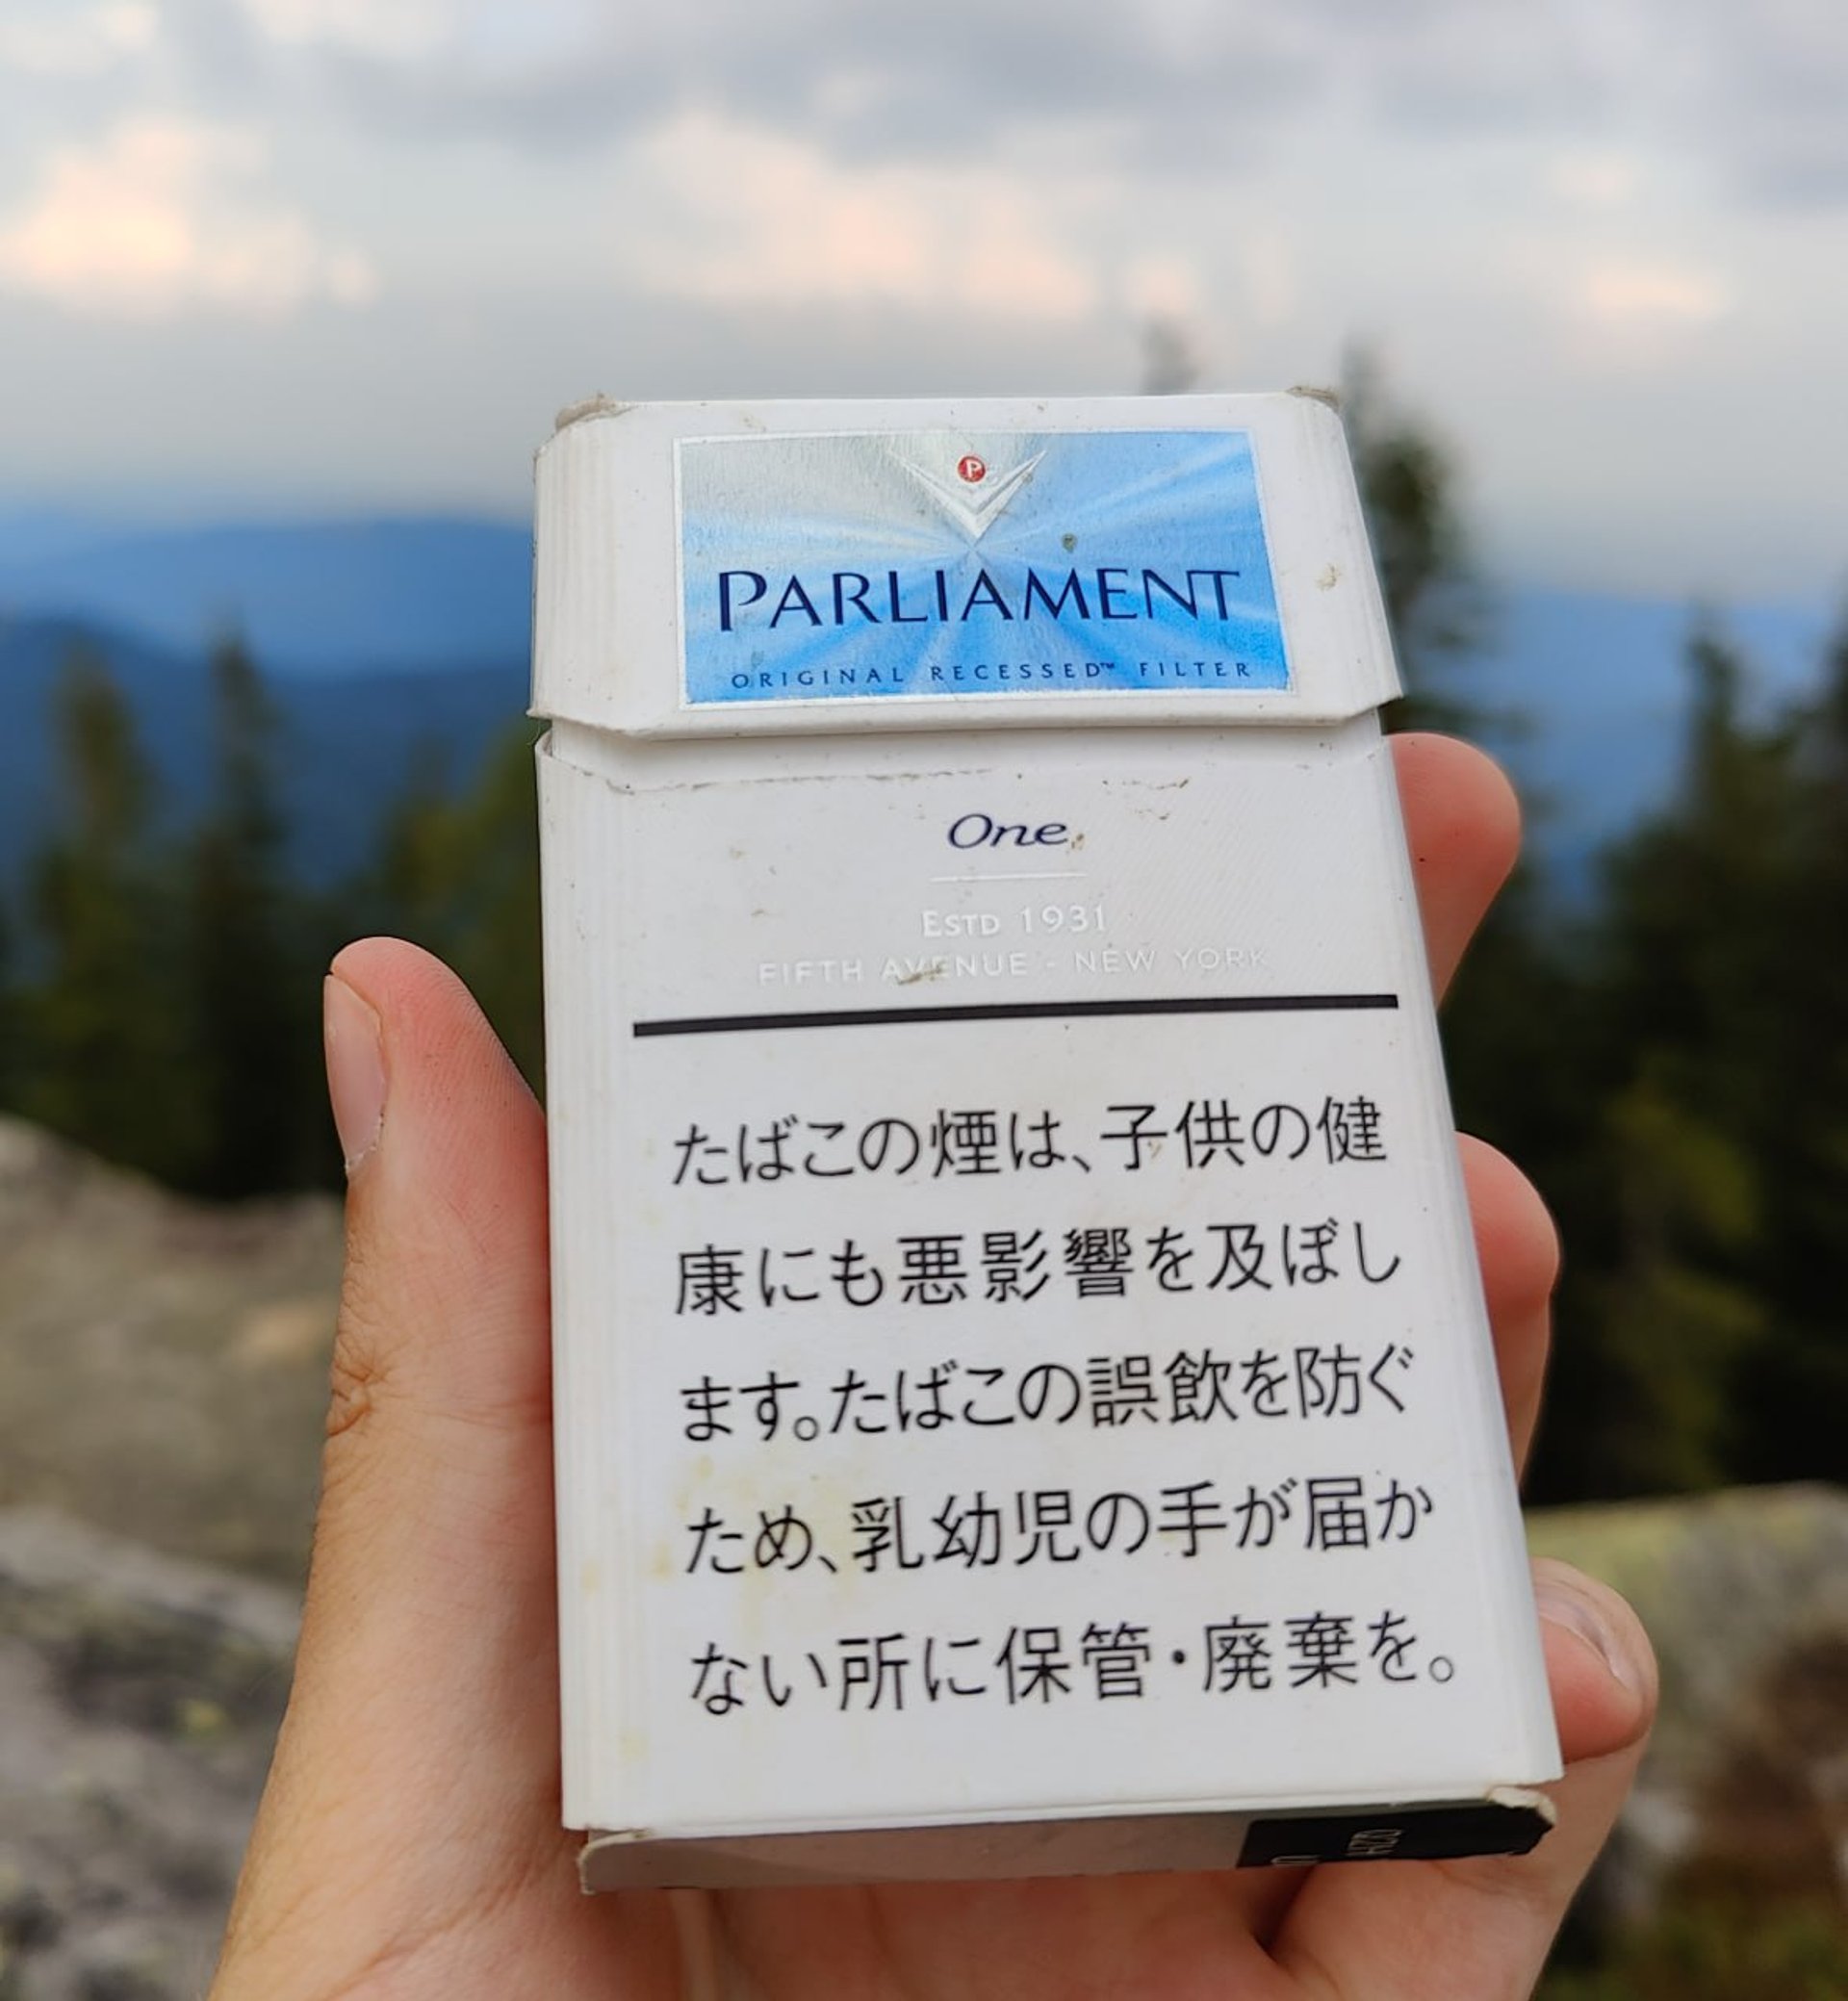 P
PARLIAMENT
ORIGINAL RECESSED™ FILTER
One
ESTD 1931
FIFTH AVENUE - NEW YORK
たばこの煙は、子供の健
康にも悪影響を及ぼし
ます。たばこの誤飲を防ぐ
ため、乳幼児の手が届か
ない所に保管・廃棄を。